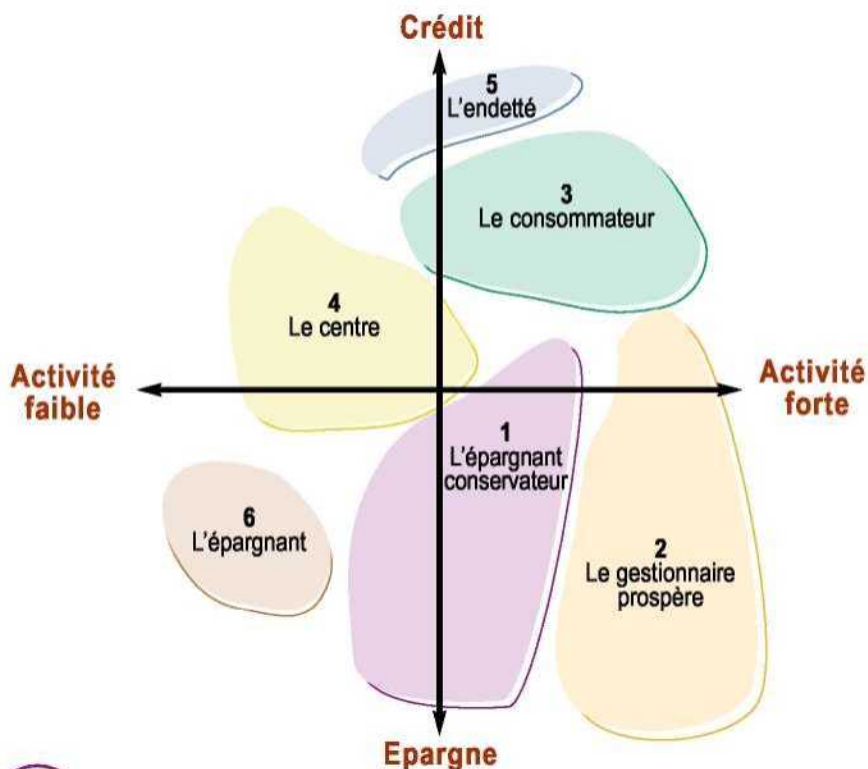 Crédit
5
L'endetté
3
Le consommateur
4
Le centre
Activité
faible
Activité
forte
1
L'épargnant
conservateur
6
L'épargnant
2
Le gestionnaire
prospère
Epargne